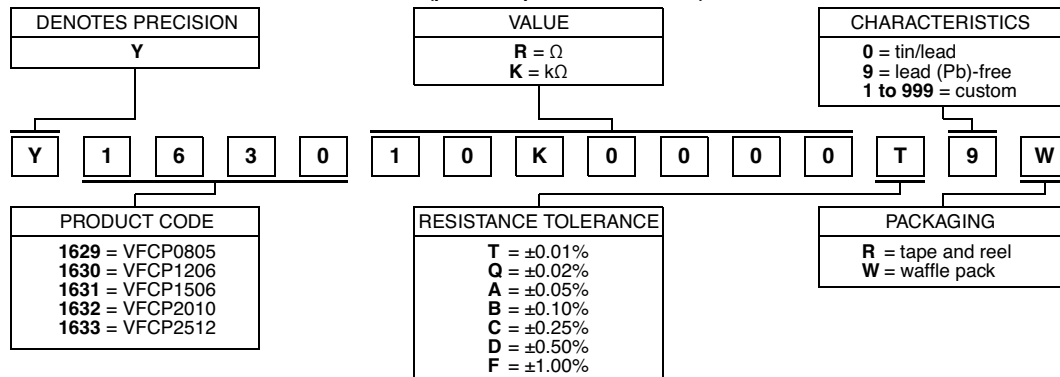 DENOTES PRECISION
Y
VALUE
R = Ω
K = kΩ
CHARACTERISTICS
0 = tin/lead
9 = lead (Pb)-free
1 to 999 = custom
Y 1 6 3 0 1 0 K 0 0 0 0 T 9 W
PRODUCT CODE
1629 = VFCP0805
1630 = VFCP1206
1631 = VFCP1506
1632 = VFCP2010
1633 = VFCP2512
RESISTANCE TOLERANCE
T = ±0.01%
Q = ±0.02%
A = ±0.05%
B = ±0.10%
C = ±0.25%
D = ±0.50%
F = ±1.00%
PACKAGING
R = tape and reel
W = waffle pack